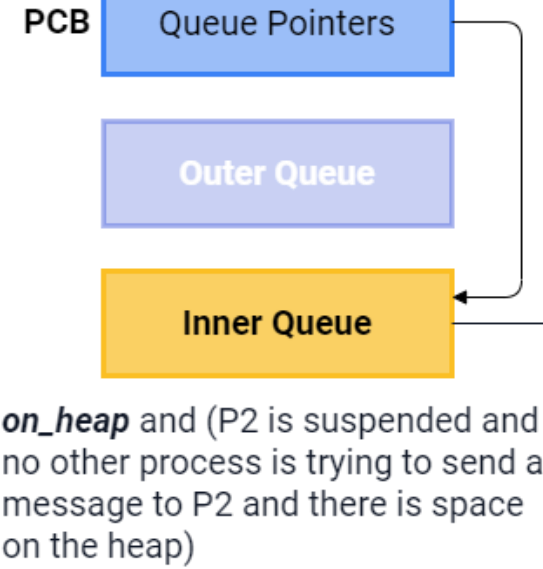 PCB Queue Pointers
Outer Queue
Inner Queue
on_heap and (P2 is suspended and
no other process is trying to send a
message to P2 and there is space
on the heap)